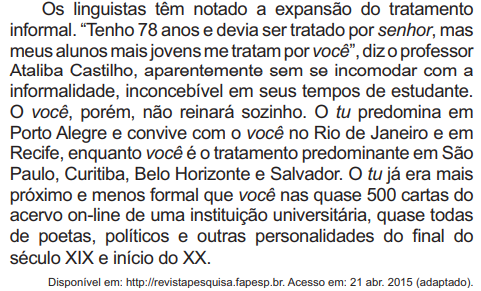 Os linguistas têm notado a expansão do tratamento
informal. “Tenho 78 anos e devia ser tratado por senhor, mas
meus alunos mais jovens me tratam por você”, diz o professor
Ataliba Castilho, aparentemente sem se incomodar com a
informalidade, inconcebível em seus tempos de estudante.
O você, porém, não reinará sozinho. O tu predomina em
Porto Alegre e convive com o você no Rio de Janeiro e em
Recife, enquanto você é o tratamento predominante em São
Paulo, Curitiba, Belo Horizonte e Salvador. O tu já era mais
próximo e menos formal que você nas quase 500 cartas do
acervo on-line de uma instituição universitária, quase todas
de poetas, políticos e outras personalidades do final do
século XIX e início do XX.
Disponível em: http://revistapesquisa.fapesp.br. Acesso em: 21 abr. 2015 (adaptado).